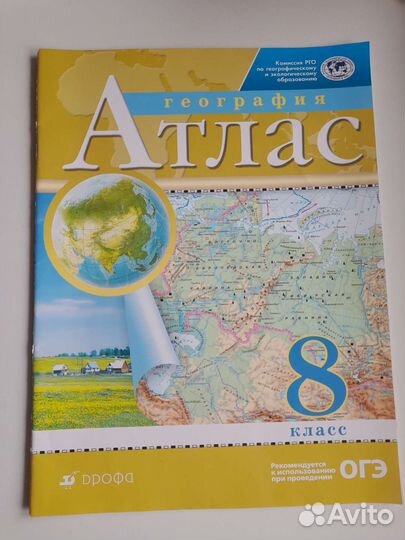 Комиссия РГО
по географическому
и экологическому
образованию
география
Атлас
8
класс
дрофа
Рекомендуется
к использованию
при проведении
ОГЭ
Avito